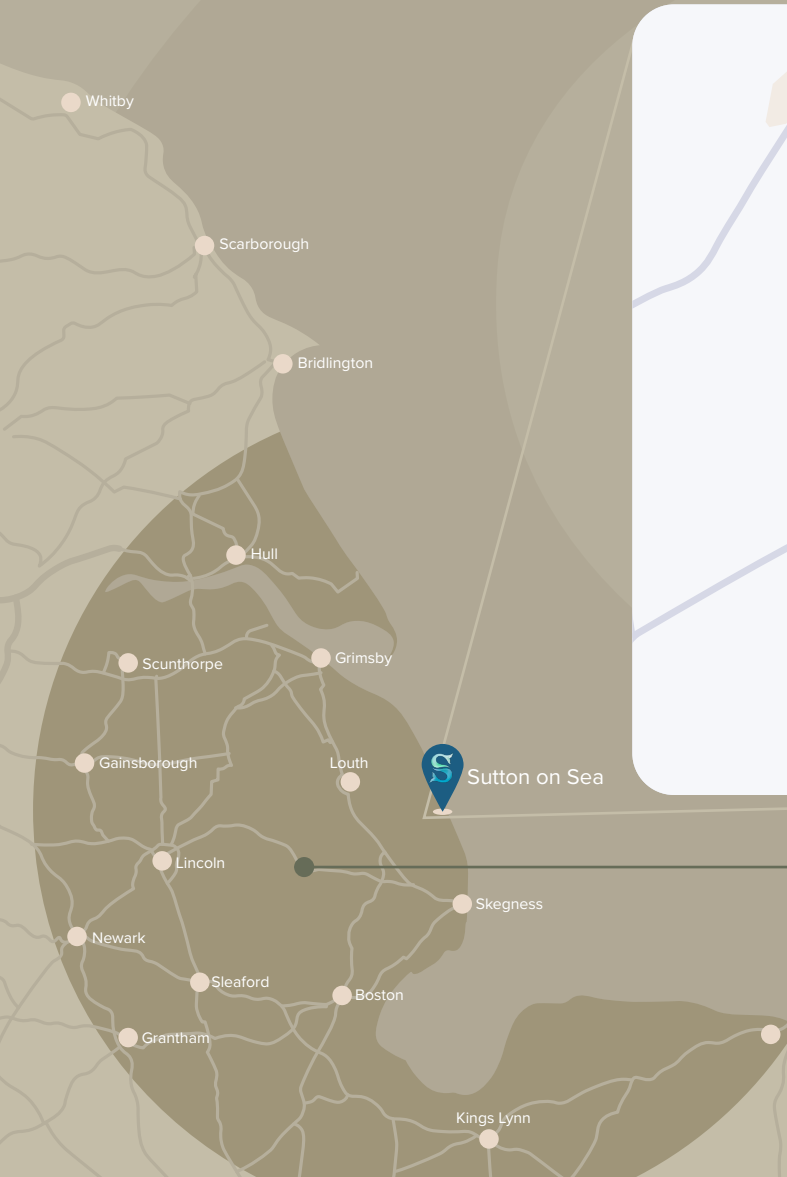 Whitby
Scarborough
Bridlington
Hull
Grimsby
Scunthorpe
Gainsborough
Louth
Sutton on Sea
Lincoln
Skegness
Newark
Sleaford
Boston
Grantham
Kings Lynn